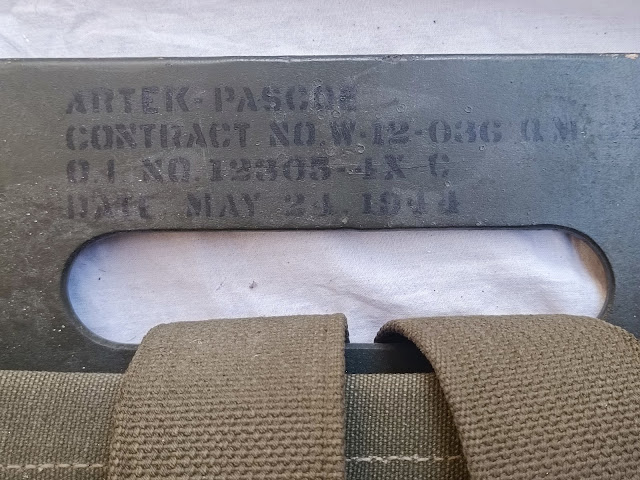 ARTEK-PASCOE
CONTRACT NO. W-12-036 Q.M.
O.I NO. 12305-4X-G
DATE MAY 24, 1944